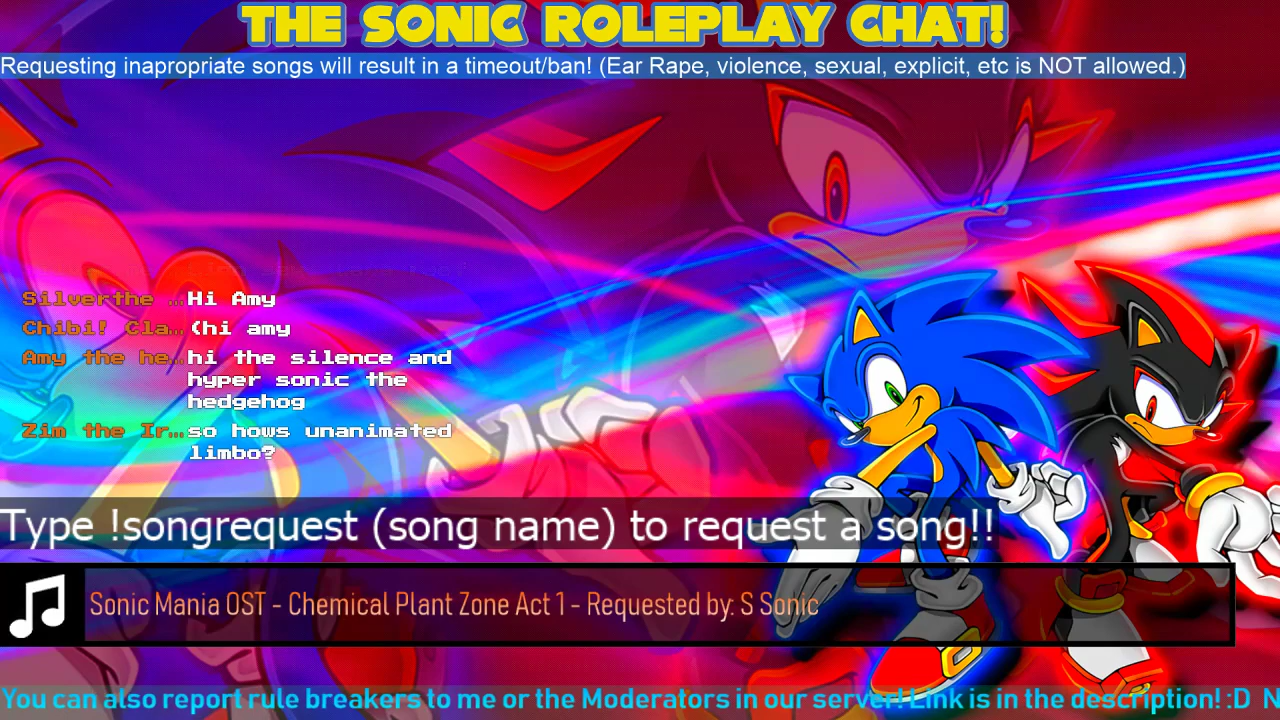 THE SONIC ROLEPLAY CHAT!
Requesting inapropriate songs will result in a timeout/ban! (Ear Rape, violence, sexual, explicit, etc is NOT allowed.)
Silverthe ... Hi Amy
Chibi! Cla... (hi amy
Amy the he... hi the silence and
hyper sonic the
hedgehog
Zim the Ir... so hows unanimated
limbo?
Type !songrequest (song name) to request a song!!
Sonic Mania OST - Chemical Plant Zone Act 1 - Requested by: S Sonic
You can also report rule breakers to me or the Moderators in our server! Link is in the description! :D N